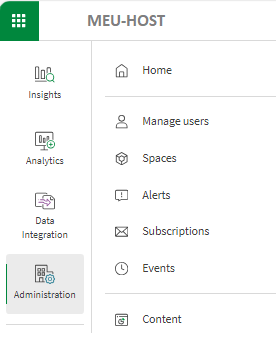 MEU-HOST
Insights
Analytics
Data
Integration
Administration
Home
Manage users
Spaces
Alerts
Subscriptions
Events
Content